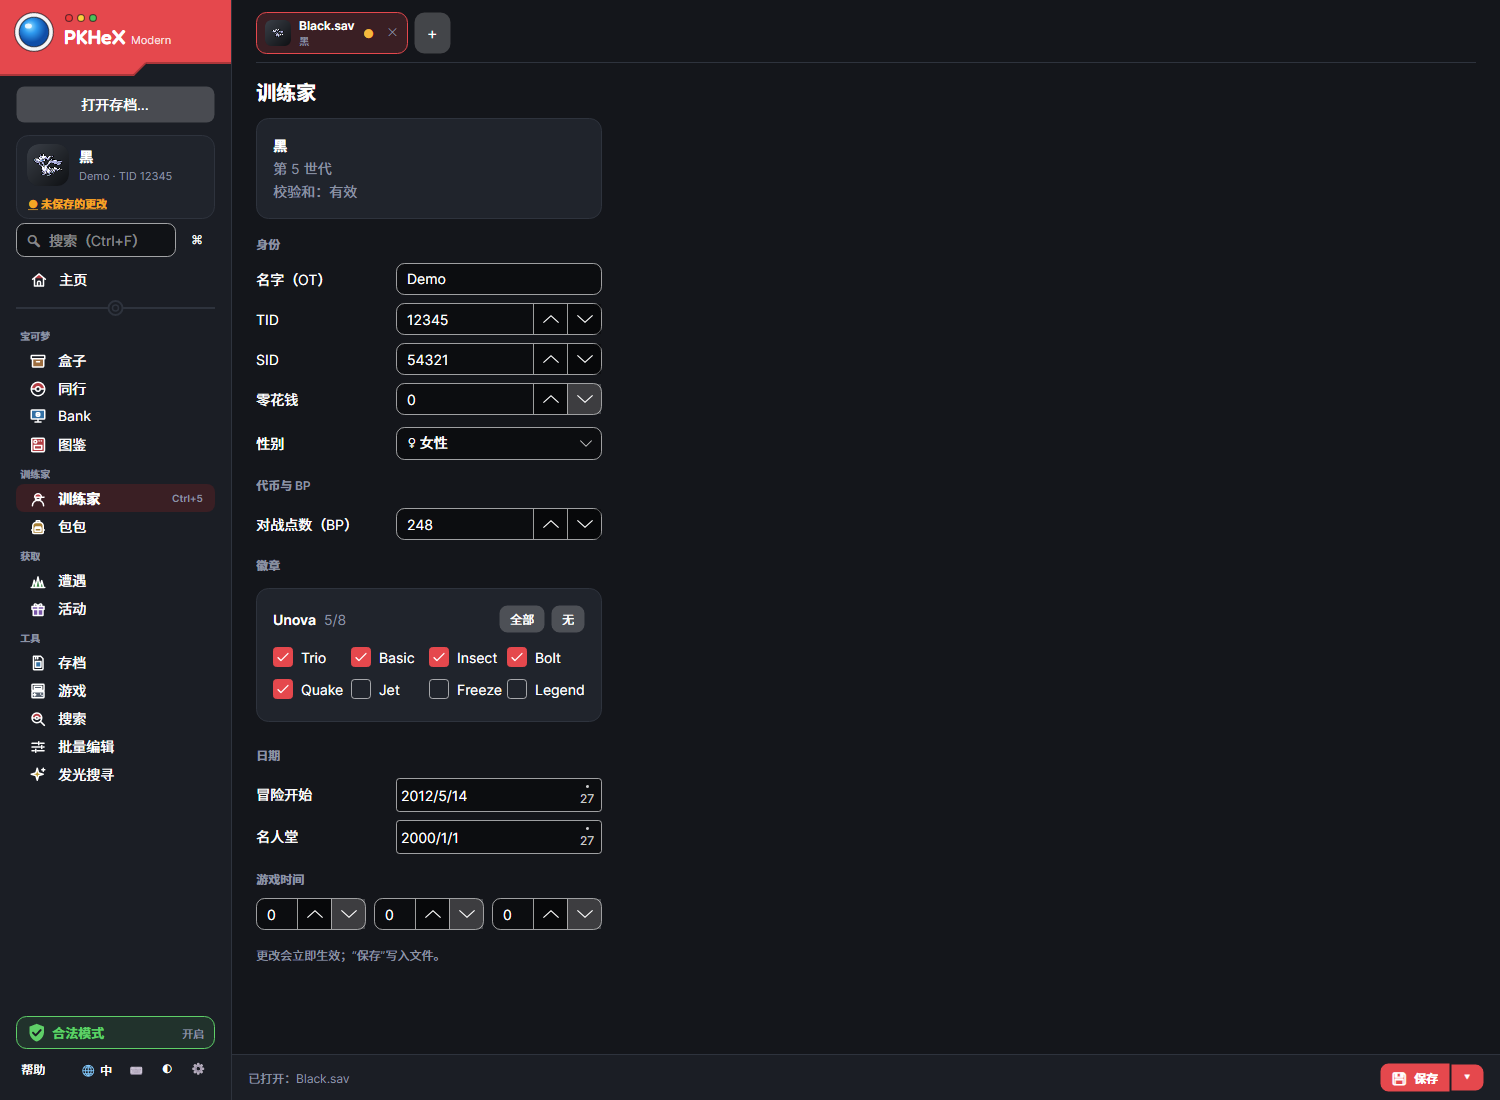 PKHeX Modern
打开存档...
黑
Demo · TID 12345
未保存的更改
搜索（Ctrl+F）
⌘
主页
宝可梦
盒子
同行
Bank
图鉴
训练家
训练家 Ctrl+5
包包
获取
遭遇
活动
工具
存档
游戏
搜索
批量编辑
发光搜寻
合法模式 开启
帮助 中
Black.sav
黑
+
训练家
黑
第 5 世代
校验和：有效
身份
名字（OT） Demo
TID 12345
SID 54321
零花钱 0
性别 ♀ 女性
代币与 BP
对战点数（BP） 248
徽章
Unova 5/8 全部 无
Trio Basic Insect Bolt
Quake Jet Freeze Legend
日期
冒险开始 2012/5/14 27
名人堂 2000/1/1 27
游戏时间
0 0 0
更改会立即生效；“保存”写入文件。
已打开：Black.sav
保存